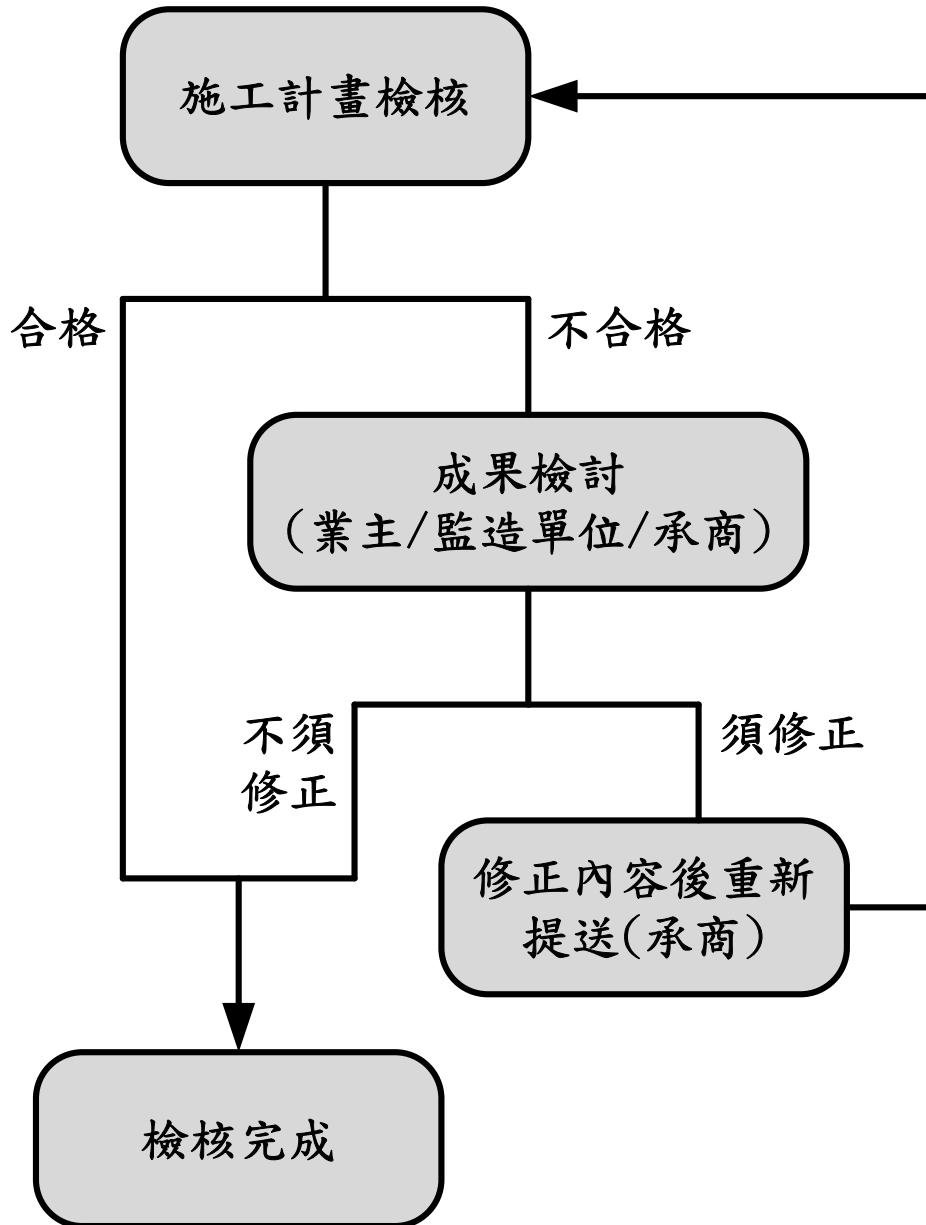 施工計畫檢核
合格
不合格
成果檢討
(業主/監造單位/承商)
不須
修正
須修正
修正內容後重新
提送(承商)
檢核完成